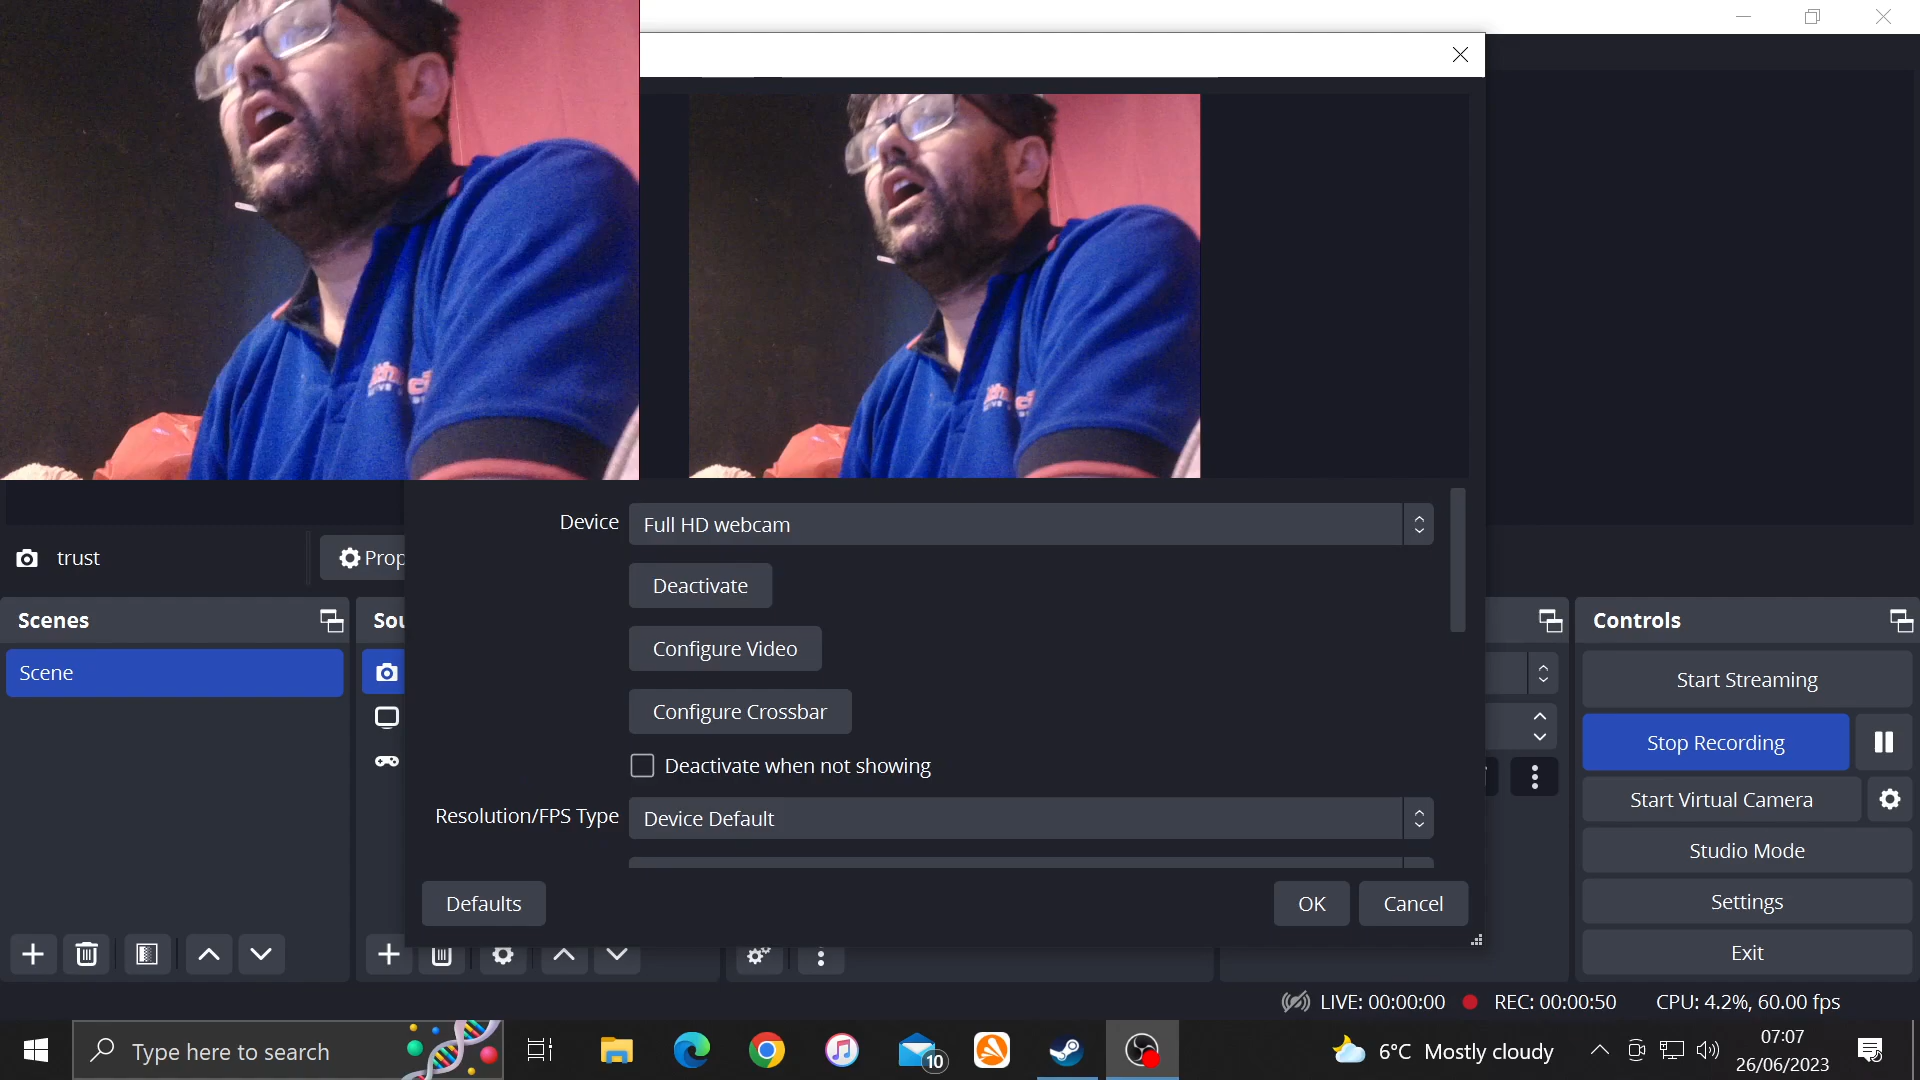 Device
Full HD webcam
trust
Prop
Deactivate
Scenes
Sou
Controls
Configure Video
Scene
Start Streaming
Configure Crossbar
Stop Recording
Deactivate when not showing
Start Virtual Camera
Resolution/FPS Type
Device Default
Studio Mode
Defaults
OK
Cancel
Settings
Exit
LIVE: 00:00:00
REC: 00:00:50
CPU: 4.2%, 60.00 fps
Type here to search
10
6°C Mostly cloudy
07:07
26/06/2023